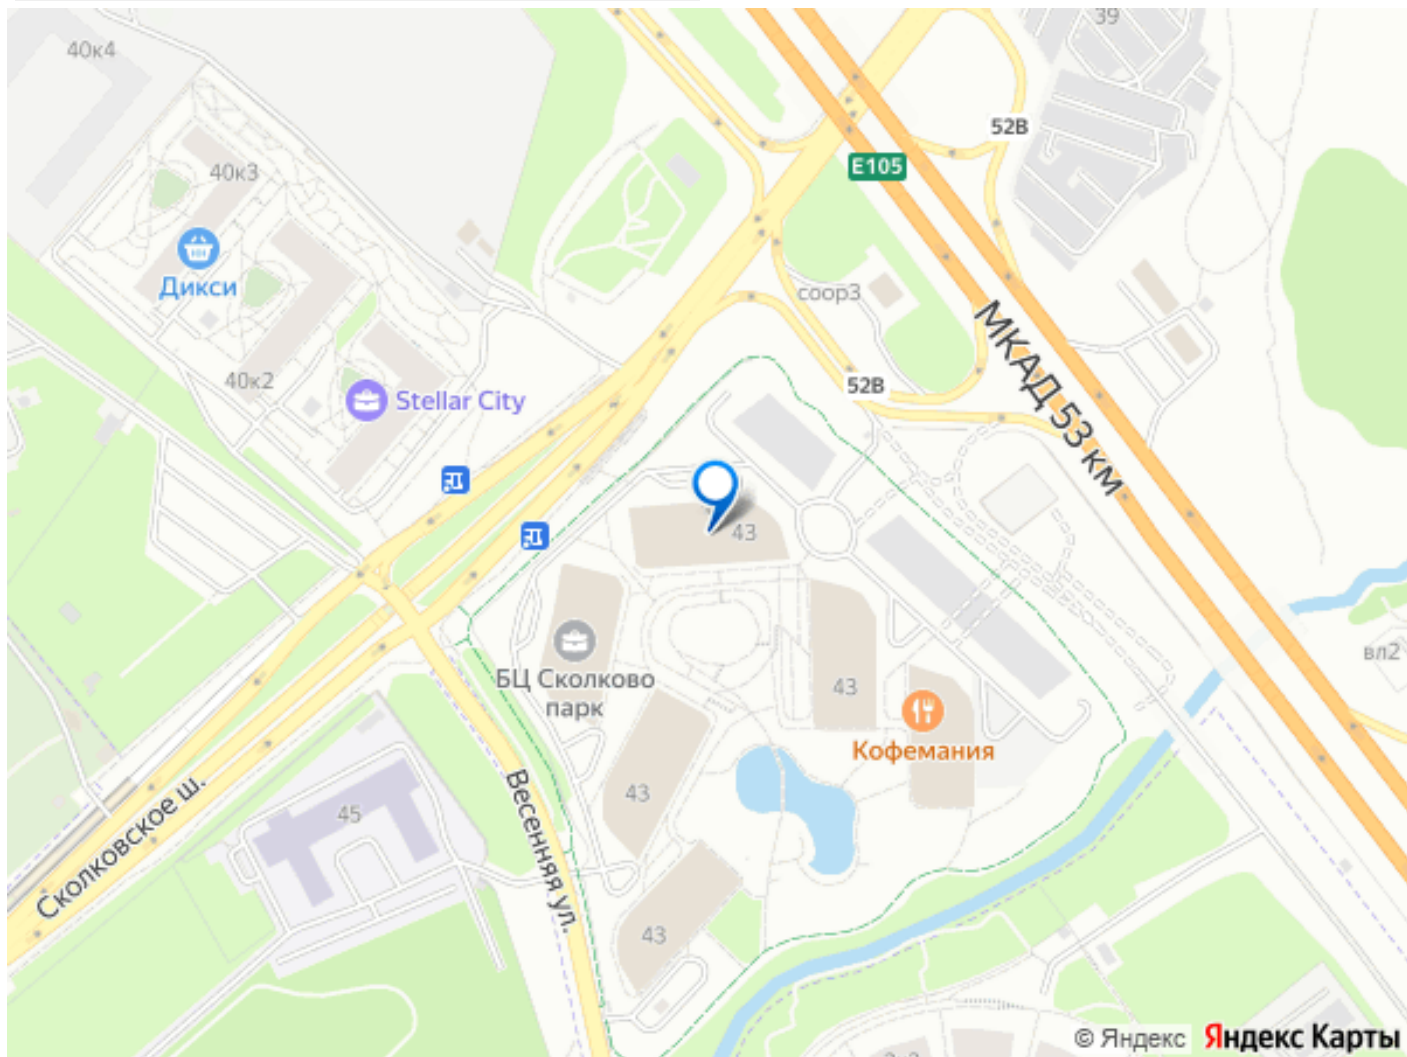 39
40к4
52В
E105
40к3
Дикси
соор3
МКАД 53 км
40к2
52В
Stellar City
43
вл2
БЦ Сколково
парк
43
Кофемания
43
45
Сколковское ш.
Весенняя ул.
43
© Яндекс
Яндекс Карты